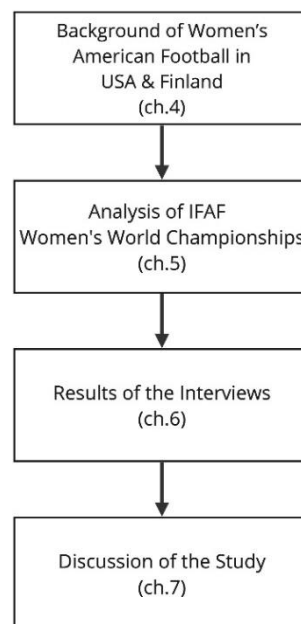 Background of Women’s
American Football in
USA & Finland
(ch.4)
Analysis of IFAF
Women's World Championships
(ch.5)
Results of the Interviews
(ch.6)
Discussion of the Study
(ch.7)